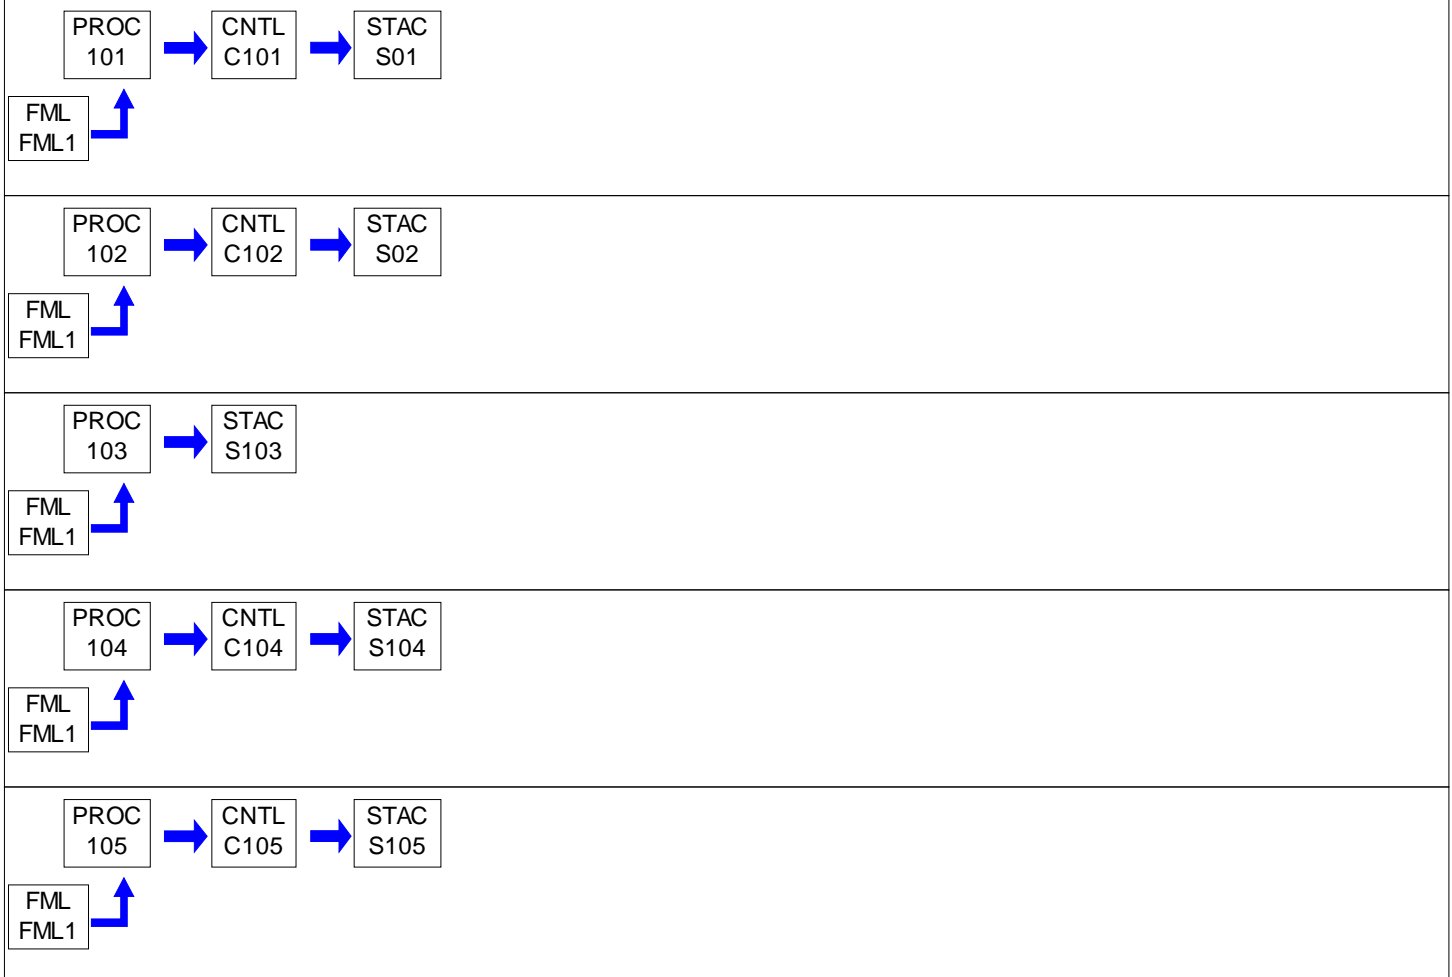 PROC
101
CNTL
C101
STAC
S01
FML
FML1
PROC
102
CNTL
C102
STAC
S02
FML
FML1
PROC
103
STAC
S103
FML
FML1
PROC
104
CNTL
C104
STAC
S104
FML
FML1
PROC
105
CNTL
C105
STAC
S105
FML
FML1